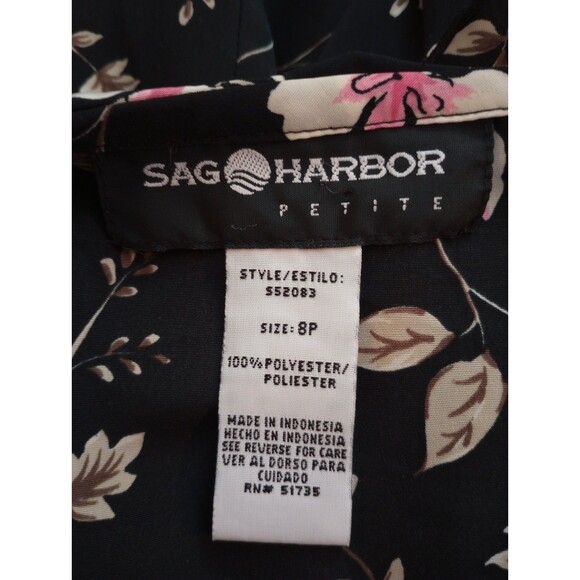 SAG HARBOR
PETITE
STYLE/ESTILO:
S52083
SIZE: 8P
100% POLYESTER/
POLIESTER
MADE IN INDONESIA
HECHO EN INDONESIA
SEE REVERSE FOR CARE
VER AL DORSO PARA
CUIDADO
RN# 51735